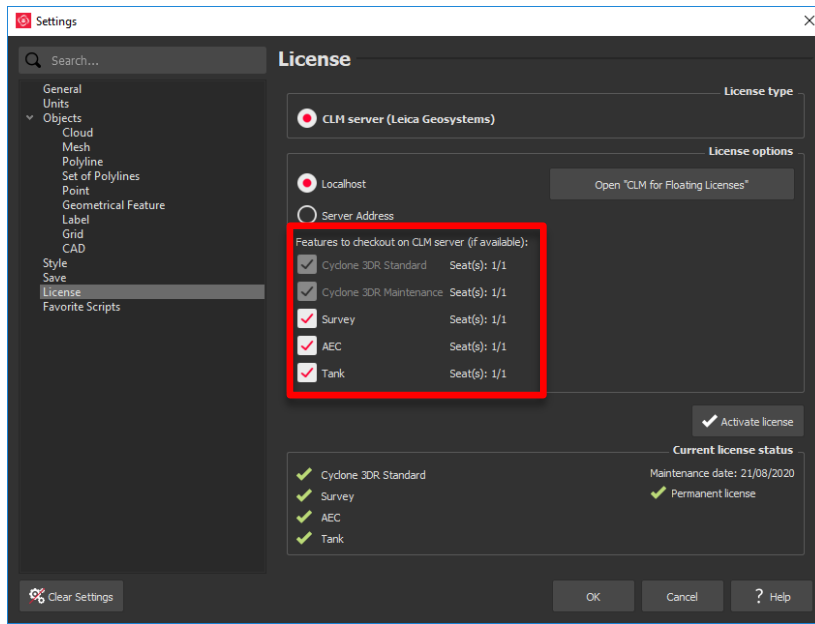 Settings
Search...
General
Units
Objects
Cloud
Mesh
Polyline
Set of Polylines
Point
Geometrical Feature
Label
Grid
CAD
Style
Save
License
Favorite Scripts
License
License type
CLM server (Leica Geosystems)
License options
Localhost
Open "CLM for Floating Licenses"
Server Address
Features to checkout on CLM server (if available):
Cyclone 3DR Standard Seat(s): 1/1
Cyclone 3DR Maintenance Seat(s): 1/1
Survey Seat(s): 1/1
AEC Seat(s): 1/1
Tank Seat(s): 1/1
Activate license
Current license status
Cyclone 3DR Standard
Maintenance date: 21/08/2020
Survey
Permanent license
AEC
Tank
Clear Settings
OK
Cancel
? Help